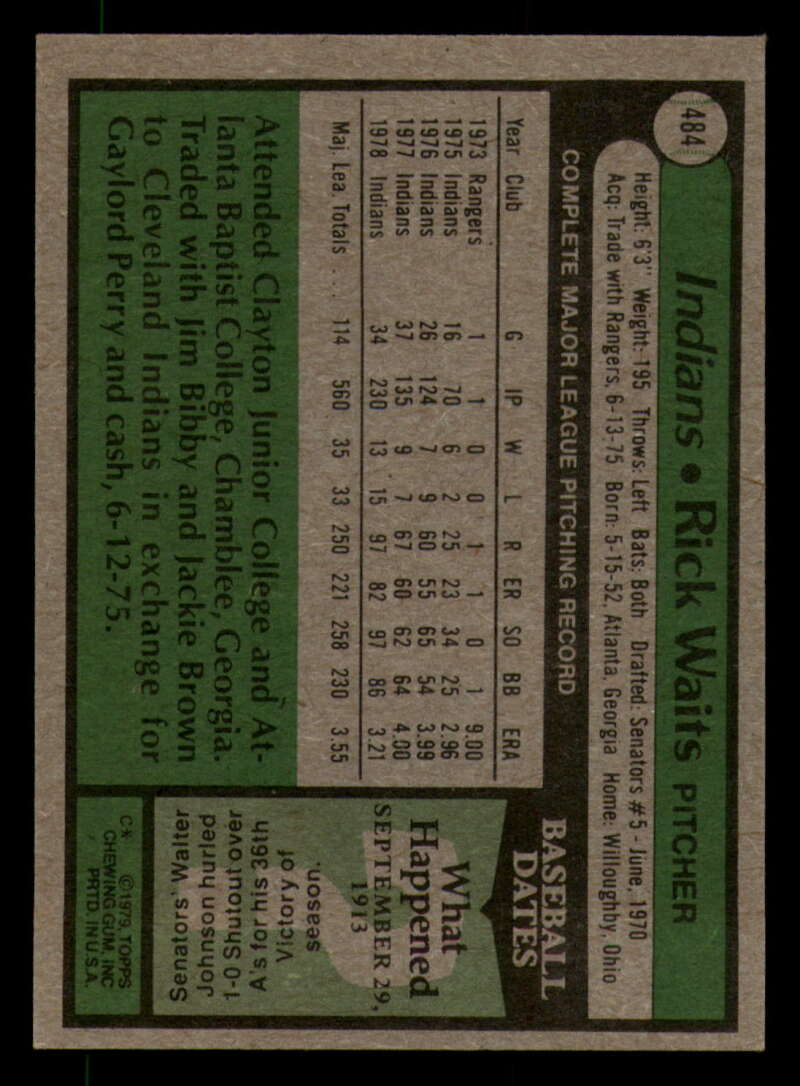 484
Indians • Rick Waits PITCHER
Height: 6'3" Weight: 195 Throws: Left Bats: Both Drafted: Senators #5 - June, 1970
Acq: Trade with Rangers, 6-13-75 Born: 5-15-52, Atlanta, Georgia Home: Willoughby, Ohio
COMPLETE MAJOR LEAGUE PITCHING RECORD
Year Club G IP W L R ER SO BB ERA
1973 Rangers 1 1 0 0 1 1 0 1 9.00
1975 Indians 16 70 6 2 25 23 34 25 2.96
1976 Indians 26 124 7 9 60 55 65 54 3.99
1977 Indians 37 135 9 7 67 60 62 64 4.00
1978 Indians 34 230 13 15 97 82 97 86 3.21
Maj. Lea. Totals . . . 114 560 35 33 250 221 258 230 3.55
Attended Clayton Junior College and At-
lanta Baptist College, Chamblee, Georgia.
Traded with Jim Bibby and Jackie Brown
to Cleveland Indians in exchange for
Gaylord Perry and cash, 6-12-75.
BASEBALL
DATES
What
Happened
SEPTEMBER 29,
1913
Senators' Walter
Johnson hurled
1-0 Shutout over
A's for his 36th
Victory of
season.
C* ©1979, TOPPS
CHEWING GUM, INC
PRTD. IN U.S.A.